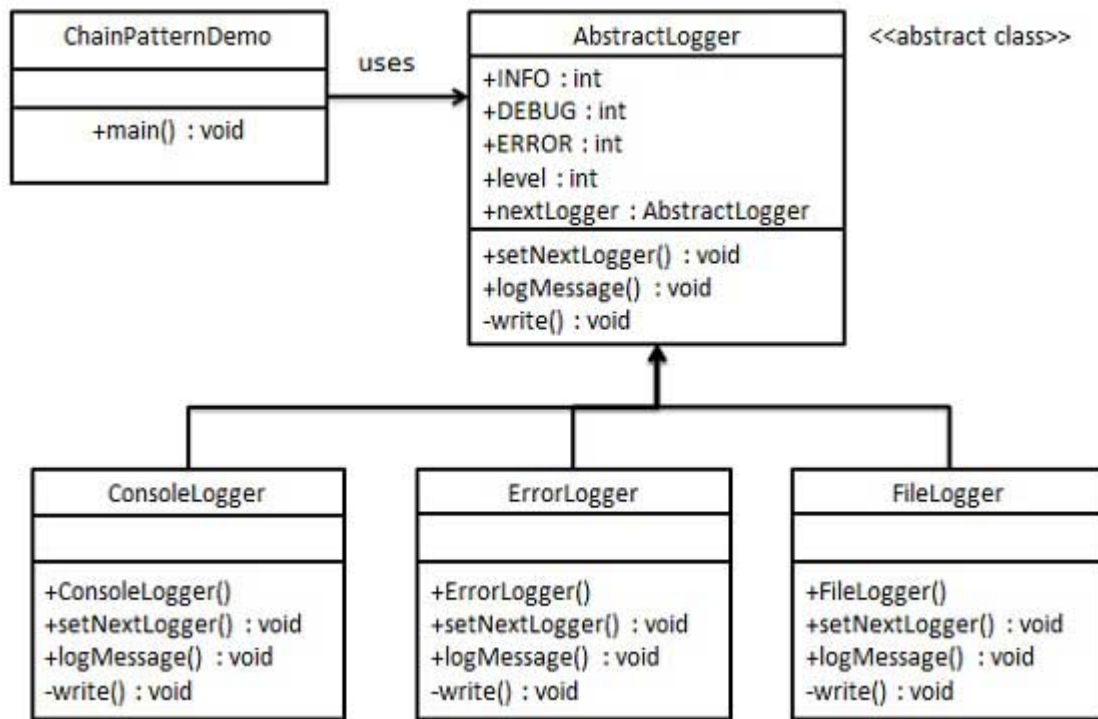 ChainPatternDemo
+main() : void
uses
AbstractLogger
+INFO : int
+DEBUG : int
+ERROR : int
+level : int
+nextLogger : AbstractLogger
+setNextLogger() : void
+logMessage() : void
-write() : void
<<abstract class>>
ConsoleLogger
+ConsoleLogger()
+setNextLogger() : void
+logMessage() : void
-write() : void
ErrorLogger
+ErrorLogger()
+setNextLogger() : void
+logMessage() : void
-write() : void
FileLogger
+FileLogger()
+setNextLogger() : void
+logMessage() : void
-write() : void